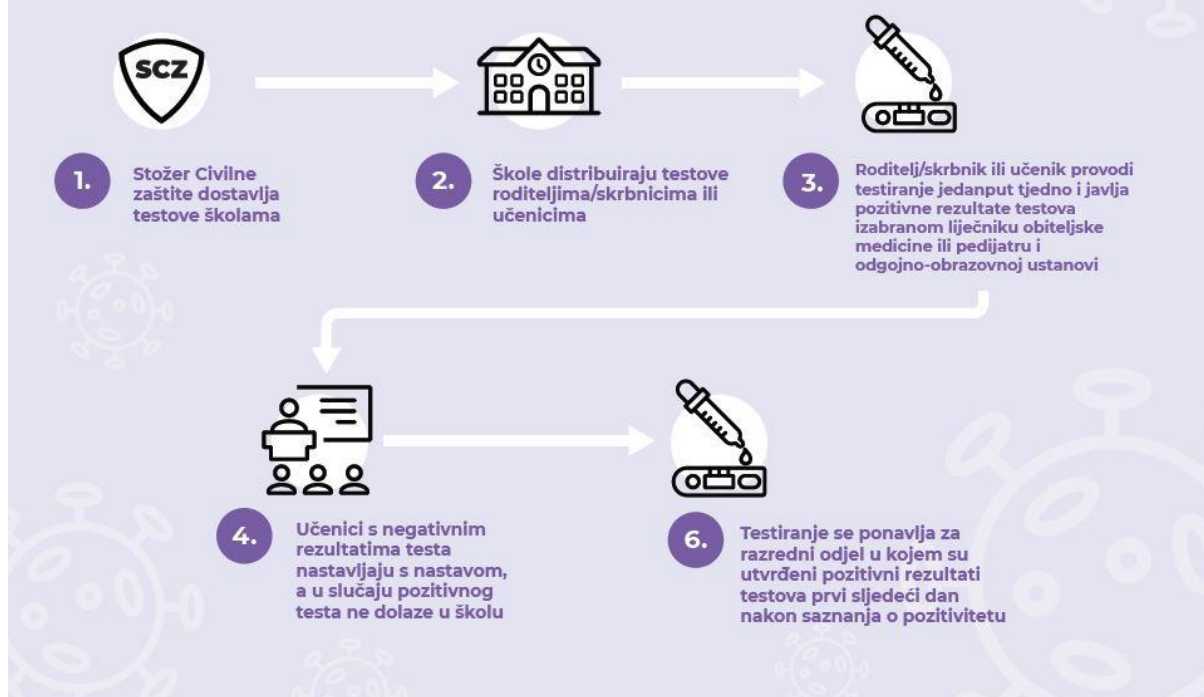 SCZ
1.
Stožer Civilne
zaštite dostavlja
testove školama
2.
Škole distribuiraju testove
roditeljima/skrbnicima ili
učenicima
3.
Roditelj/skrbnik ili učenik provodi
testiranje jedanput tjedno i javlja
pozitivne rezultate testova
izabranom liječniku obiteljske
medicine ili pedijatru i
odgojno-obrazovnoj ustanovi
4.
Učenici s negativnim
rezultatima testa
nastavljaju s nastavom,
a u slučaju pozitivnog
testa ne dolaze u školu
6.
Testiranje se ponavlja za
razredni odjel u kojem su
utvrđeni pozitivni rezultati
testova prvi sljedeći dan
nakon saznanja o pozitivitetu